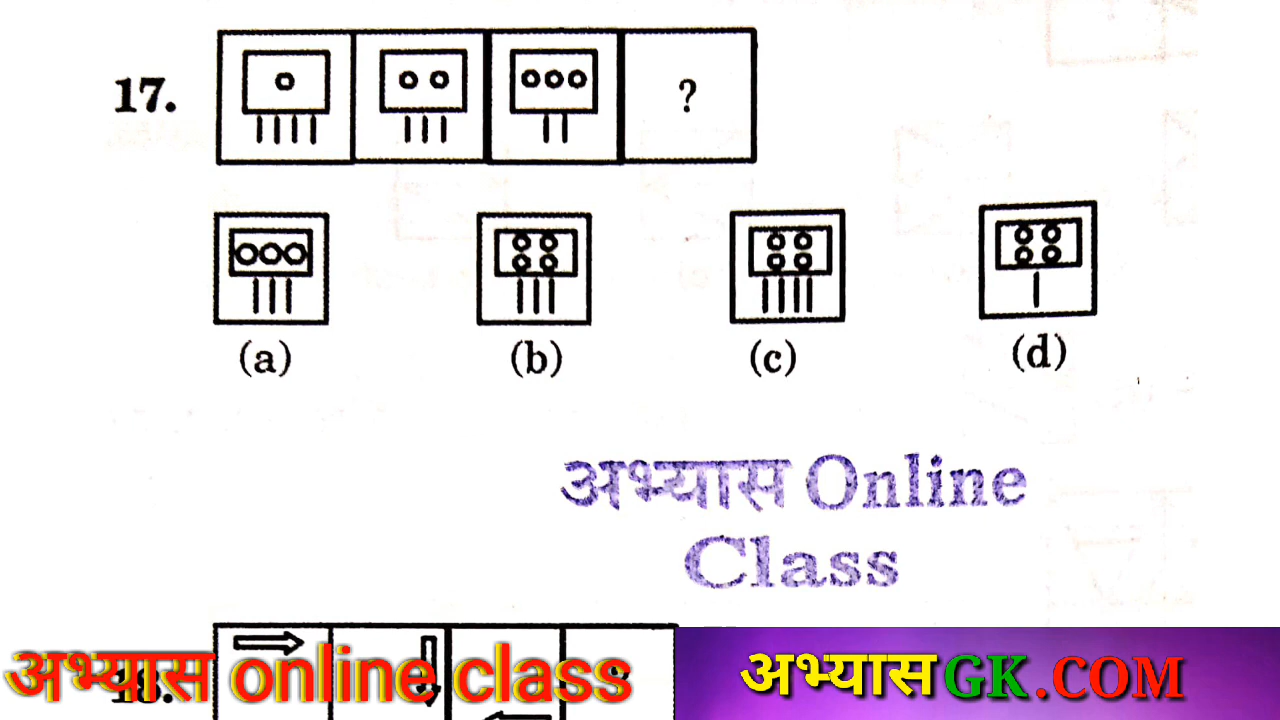 17.
?
(a) (b) (c) (d)
अभ्यास Online
Class
अभ्यास online class
अभ्यासGK.COM